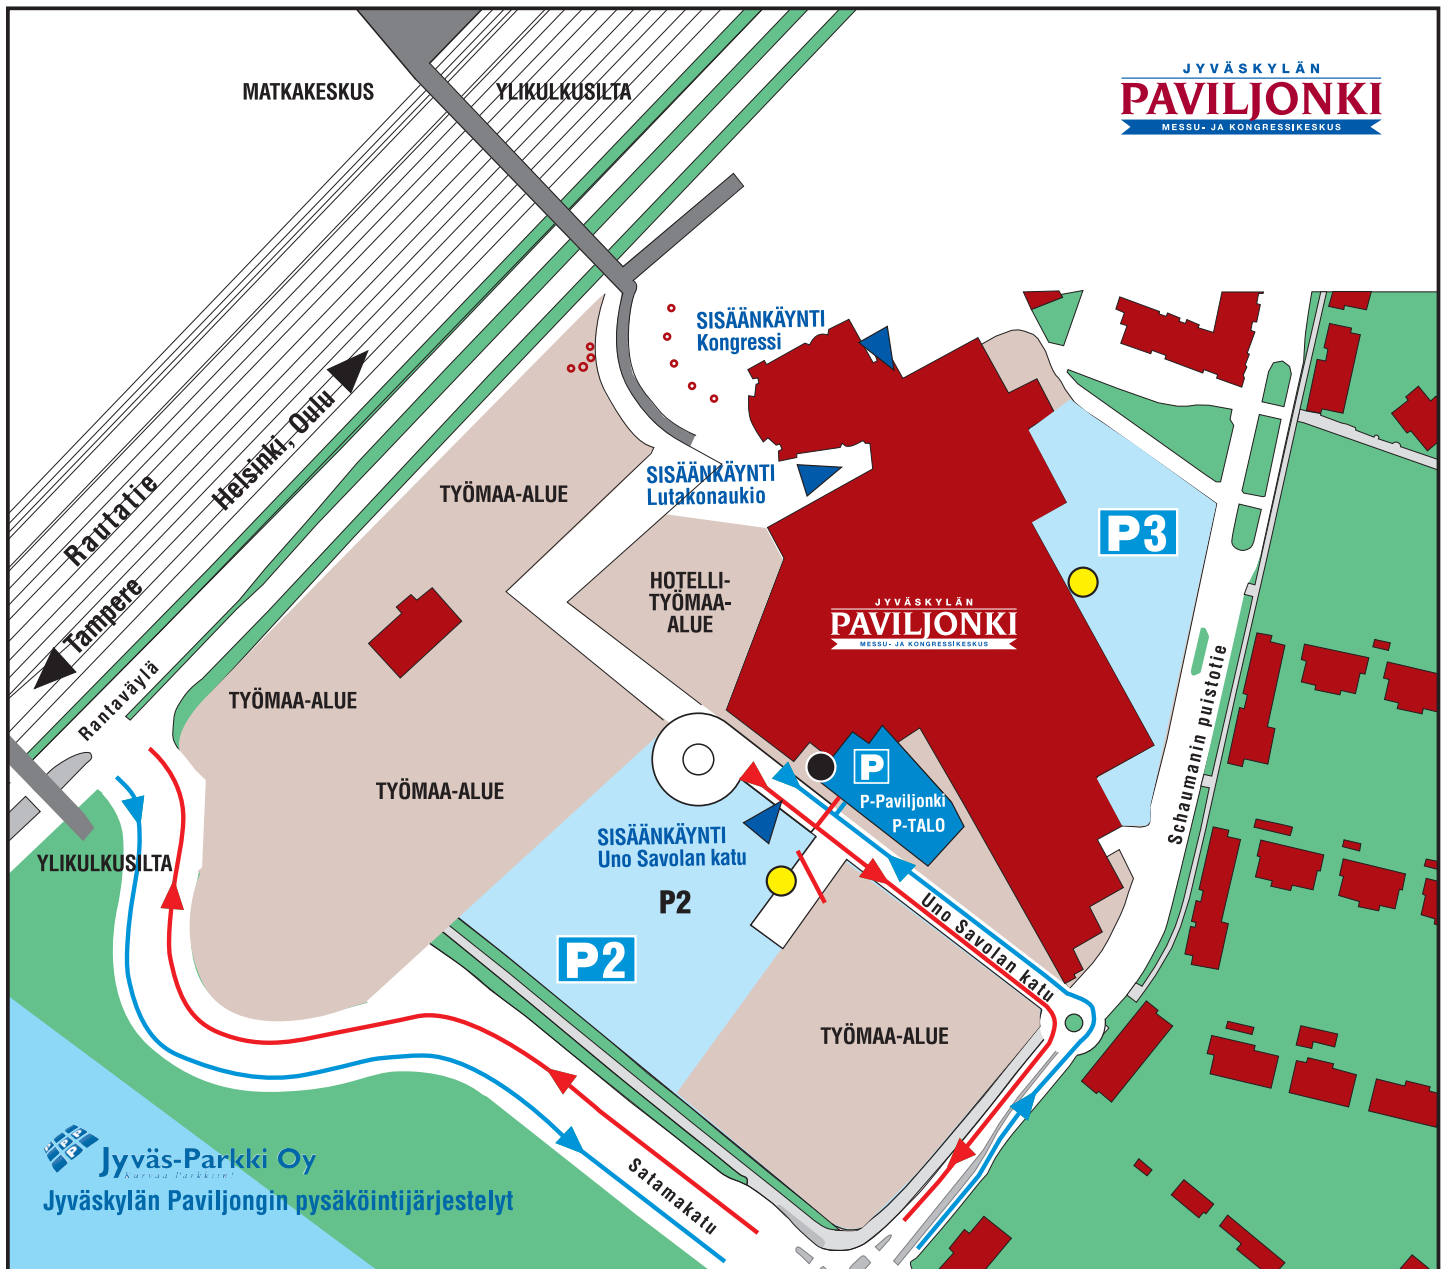 MATKAKESKUS
YLIKULKUSILTA
JYVÄSKYLÄN
PAVILJONKI
MESSU- JA KONGRESSIKESKUS
SISÄÄNKÄYNTI
Kongressi
Helsinki, Oulu
Rautatie
Tampere
Rantaväylä
SISÄÄNKÄYNTI
Lutakonaukio
TYÖMAA-ALUE
P3
HOTELLI-
TYÖMAA-
ALUE
JYVÄSKYLÄN
PAVILJONKI
MESSU- JA KONGRESSIKESKUS
TYÖMAA-ALUE
Schaumanin puistotie
TYÖMAA-ALUE
P
P-Paviljonki
P-TALO
SISÄÄNKÄYNTI
Uno Savolan katu
YLIKULKUSILTA
P2
Uno Savolan katu
P2
TYÖMAA-ALUE
Satamakatu
P P P
Jyväs-Parkki Oy
Kurvaa Parkkiin!
Jyväskylän Paviljongin pysäköintijärjestelyt